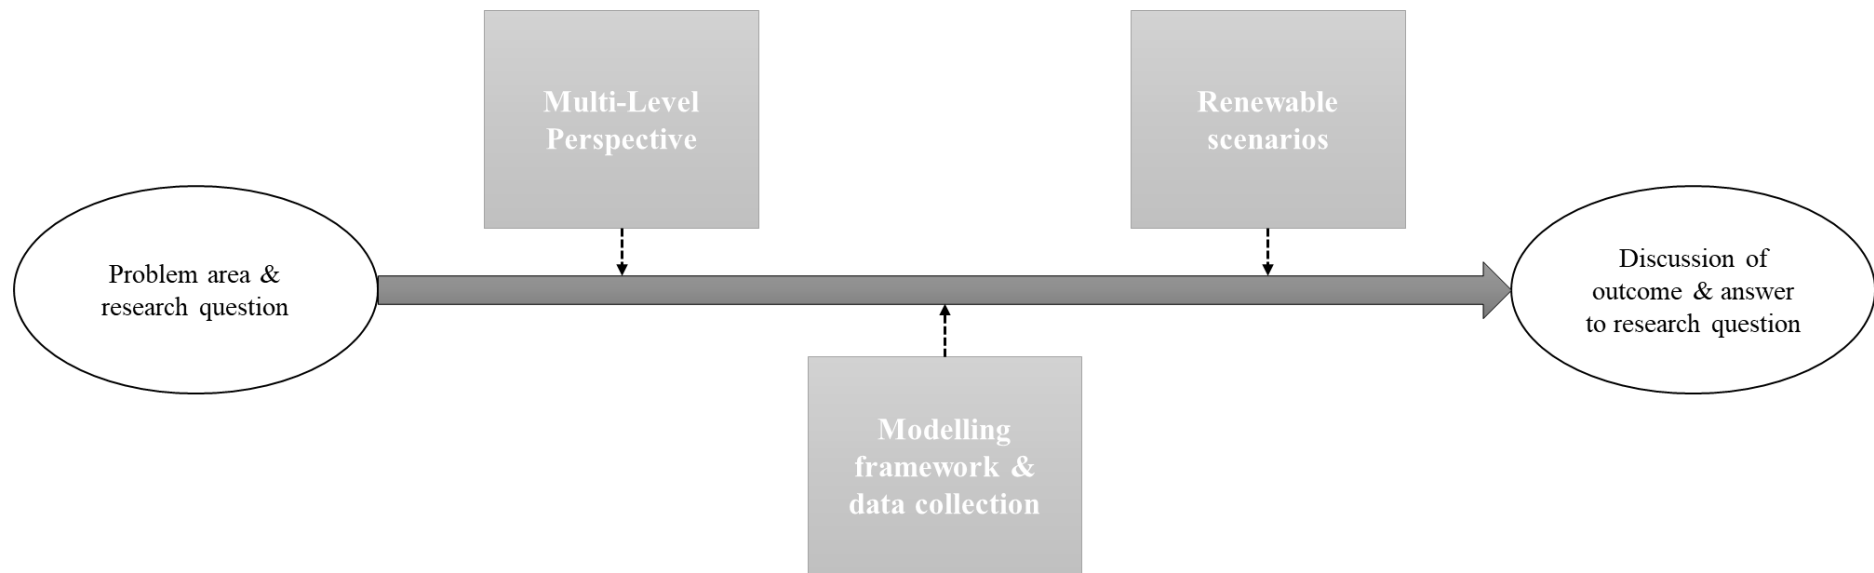 Multi-Level
Perspective
Renewable
scenarios
Problem area &
research question
Discussion of
outcome & answer
to research question
Modelling
framework &
data collection